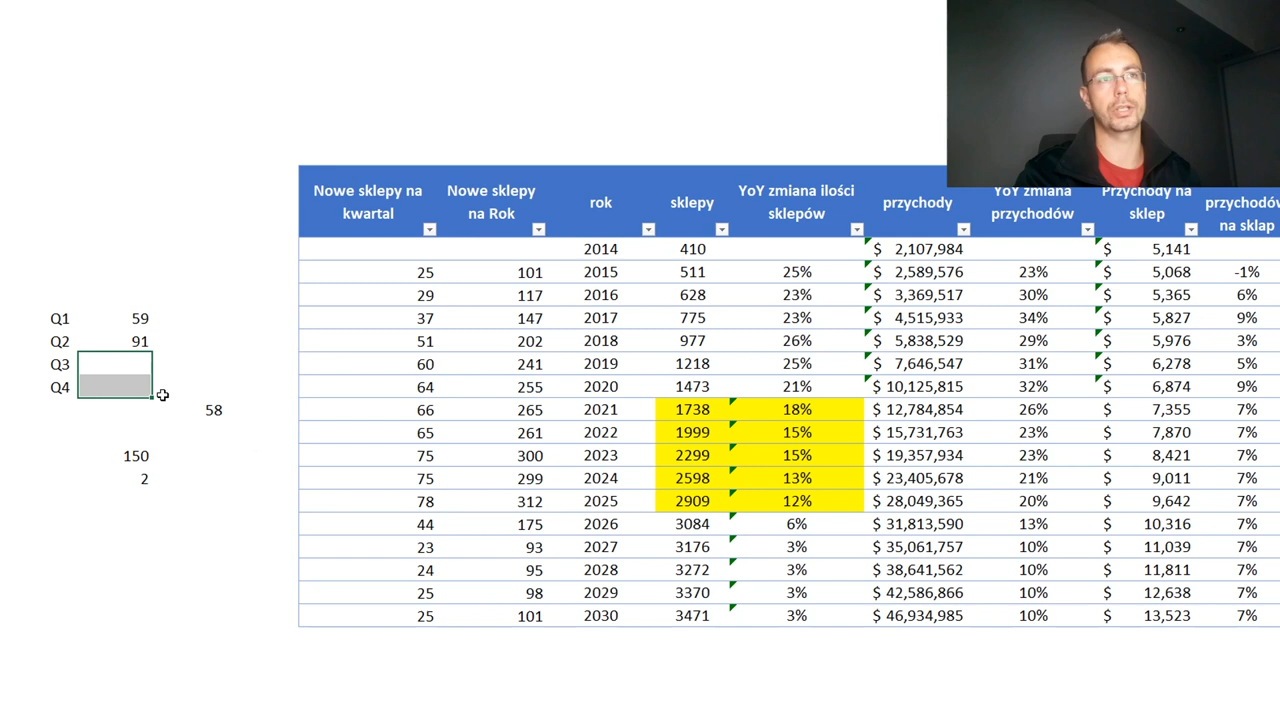 Nowe sklepy na kwartal Nowe sklepy na Rok rok sklepy YoY zmiana ilości sklepów przychody YoY zmiana przychodów Przychody na sklep przychodów na sklap
2014 410 $ 2,107,984 $ 5,141
25 101 2015 511 25% $ 2,589,576 23% $ 5,068 -1%
29 117 2016 628 23% $ 3,369,517 30% $ 5,365 6%
Q1 59 37 147 2017 775 23% $ 4,515,933 34% $ 5,827 9%
Q2 91 51 202 2018 977 26% $ 5,838,529 29% $ 5,976 3%
Q3 60 241 2019 1218 25% $ 7,646,547 31% $ 6,278 5%
Q4 64 255 2020 1473 21% $ 10,125,815 32% $ 6,874 9%
58 66 265 2021 1738 18% $ 12,784,854 26% $ 7,355 7%
65 261 2022 1999 15% $ 15,731,763 23% $ 7,870 7%
150 75 300 2023 2299 15% $ 19,357,934 23% $ 8,421 7%
2 75 299 2024 2598 13% $ 23,405,678 21% $ 9,011 7%
78 312 2025 2909 12% $ 28,049,365 20% $ 9,642 7%
44 175 2026 3084 6% $ 31,813,590 13% $ 10,316 7%
23 93 2027 3176 3% $ 35,061,757 10% $ 11,039 7%
24 95 2028 3272 3% $ 38,641,562 10% $ 11,811 7%
25 98 2029 3370 3% $ 42,586,866 10% $ 12,638 7%
25 101 2030 3471 3% $ 46,934,985 10% $ 13,523 7%